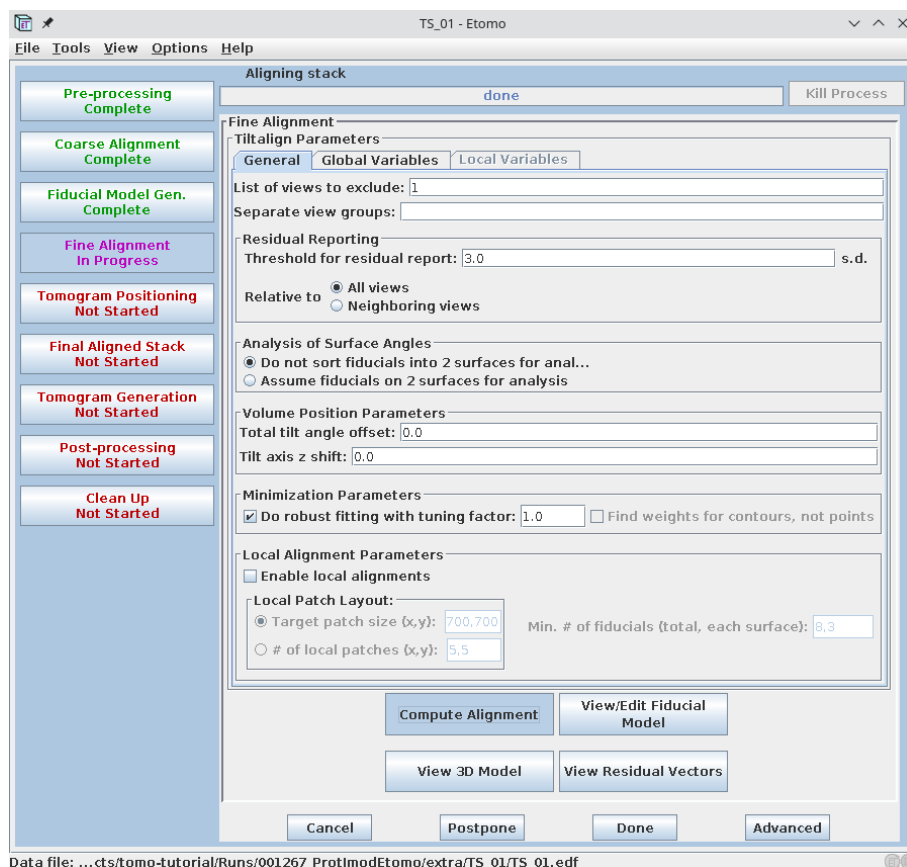 TS_01 - Etomo
File Tools View Options Help
Aligning stack
done
Kill Process
Pre-processing
Complete
Coarse Alignment
Complete
Fiducial Model Gen.
Complete
Fine Alignment
In Progress
Tomogram Positioning
Not Started
Final Aligned Stack
Not Started
Tomogram Generation
Not Started
Post-processing
Not Started
Clean Up
Not Started
Fine Alignment
Tiltalign Parameters
General Global Variables Local Variables
List of views to exclude: 1
Separate view groups:
Residual Reporting
Threshold for residual report: 3.0 s.d.
Relative to
All views
Neighboring views
Analysis of Surface Angles
Do not sort fiducials into 2 surfaces for anal...
Assume fiducials on 2 surfaces for analysis
Volume Position Parameters
Total tilt angle offset: 0.0
Tilt axis z shift: 0.0
Minimization Parameters
Do robust fitting with tuning factor: 1.0 Find weights for contours, not points
Local Alignment Parameters
Enable local alignments
Local Patch Layout:
Target patch size (x,y): 700,700
# of local patches (x,y): 5,5
Min. # of fiducials (total, each surface): 8,3
Compute Alignment
View/Edit Fiducial
Model
View 3D Model
View Residual Vectors
Cancel Postpone Done Advanced
Data file: ...cts/tomo-tutorial/Runs/001267_ProtImodEtomo/extra/TS_01/TS_01.edf